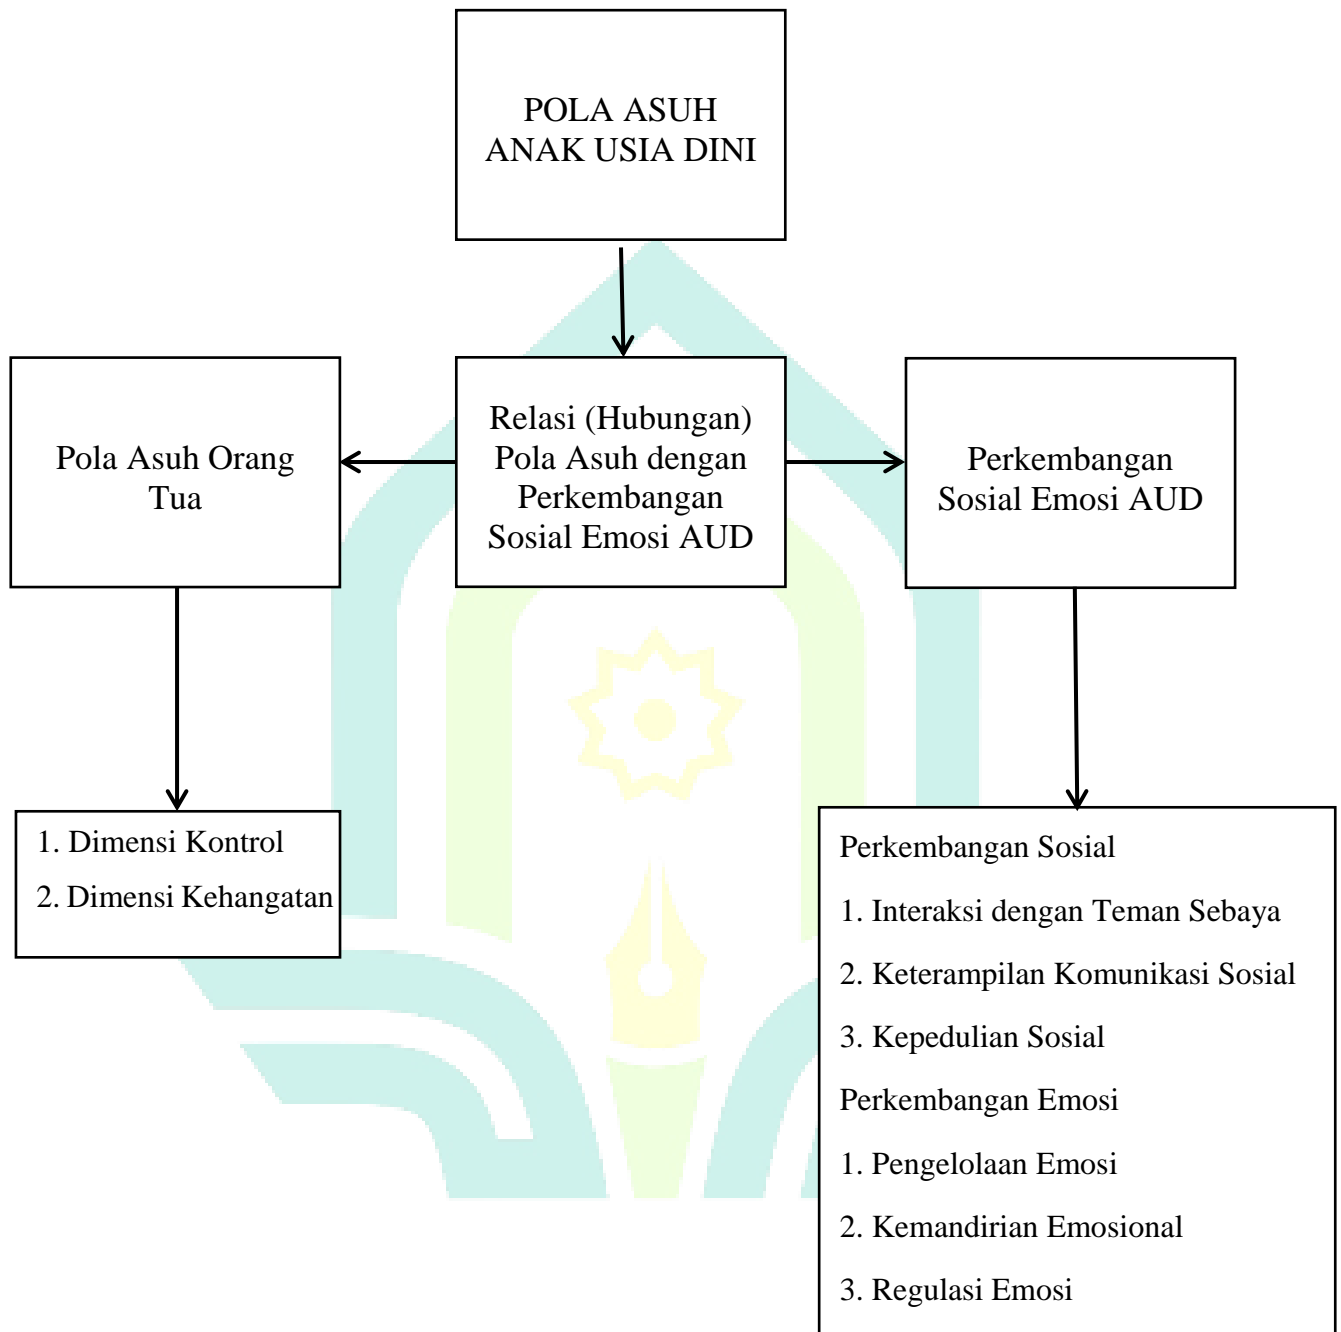 POLA ASUH
ANAK USIA DINI
Pola Asuh Orang
Tua
Relasi (Hubungan)
Pola Asuh dengan
Perkembangan
Sosial Emosi AUD
Perkembangan
Sosial Emosi AUD
1. Dimensi Kontrol
2. Dimensi Kehangatan
Perkembangan Sosial
1. Interaksi dengan Teman Sebaya
2. Keterampilan Komunikasi Sosial
3. Kepedulian Sosial
Perkembangan Emosi
1. Pengelolaan Emosi
2. Kemandirian Emosional
3. Regulasi Emosi